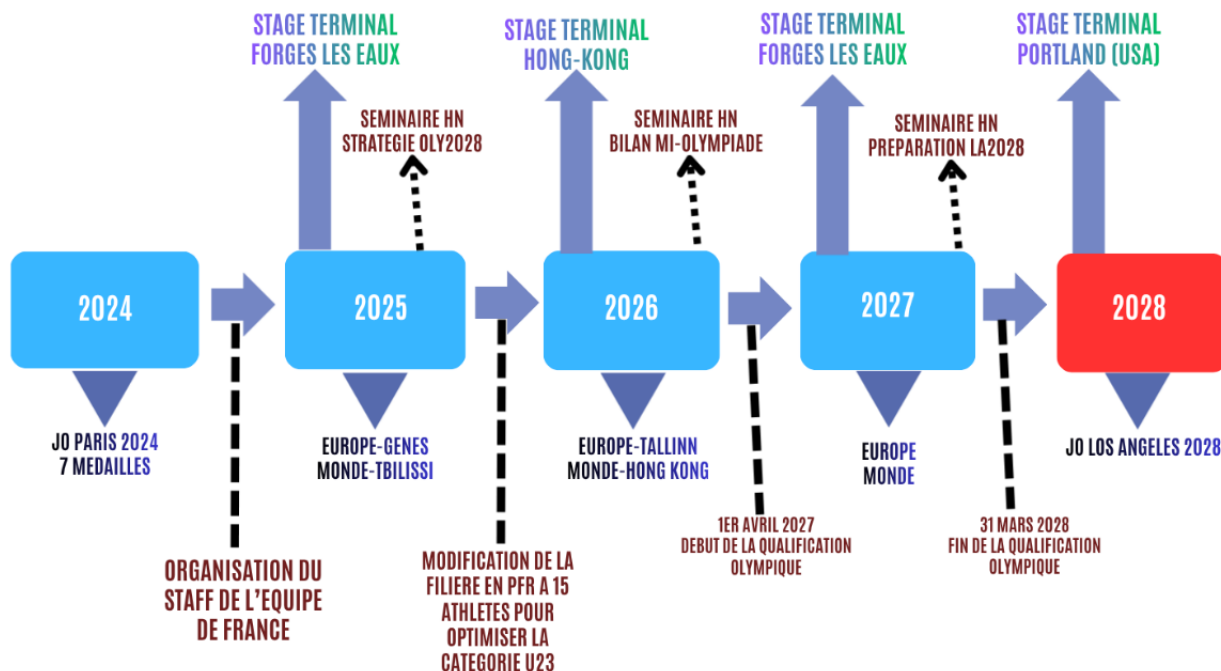 STAGE TERMINAL
FORGES LES EAUX
STAGE TERMINAL
HONG-KONG
STAGE TERMINAL
FORGES LES EAUX
STAGE TERMINAL
PORTLAND (USA)
SEMINAIRE HN
STRATEGIE OLY2028
SEMINAIRE HN
BILAN MI-OLYMPIADE
SEMINAIRE HN
PREPARATION LA2028
2024
2025
2026
2027
2028
JO PARIS 2024
7 MEDAILLES
EUROPE-GENES
MONDE-TBILISSI
EUROPE-TALLINN
MONDE-HONG KONG
EUROPE
MONDE
JO LOS ANGELES 2028
ORGANISATION DU
STAFF DE L'EQUIPE
DE FRANCE
MODIFICATION DE LA
FILIERE EN PFR A 15
ATHLETES POUR
OPTIMISER LA
CATEGORIE U23
1ER AVRIL 2027
DEBUT DE LA QUALIFICATION
OLYMPIQUE
31 MARS 2028
FIN DE LA QUALIFICATION
OLYMPIQUE